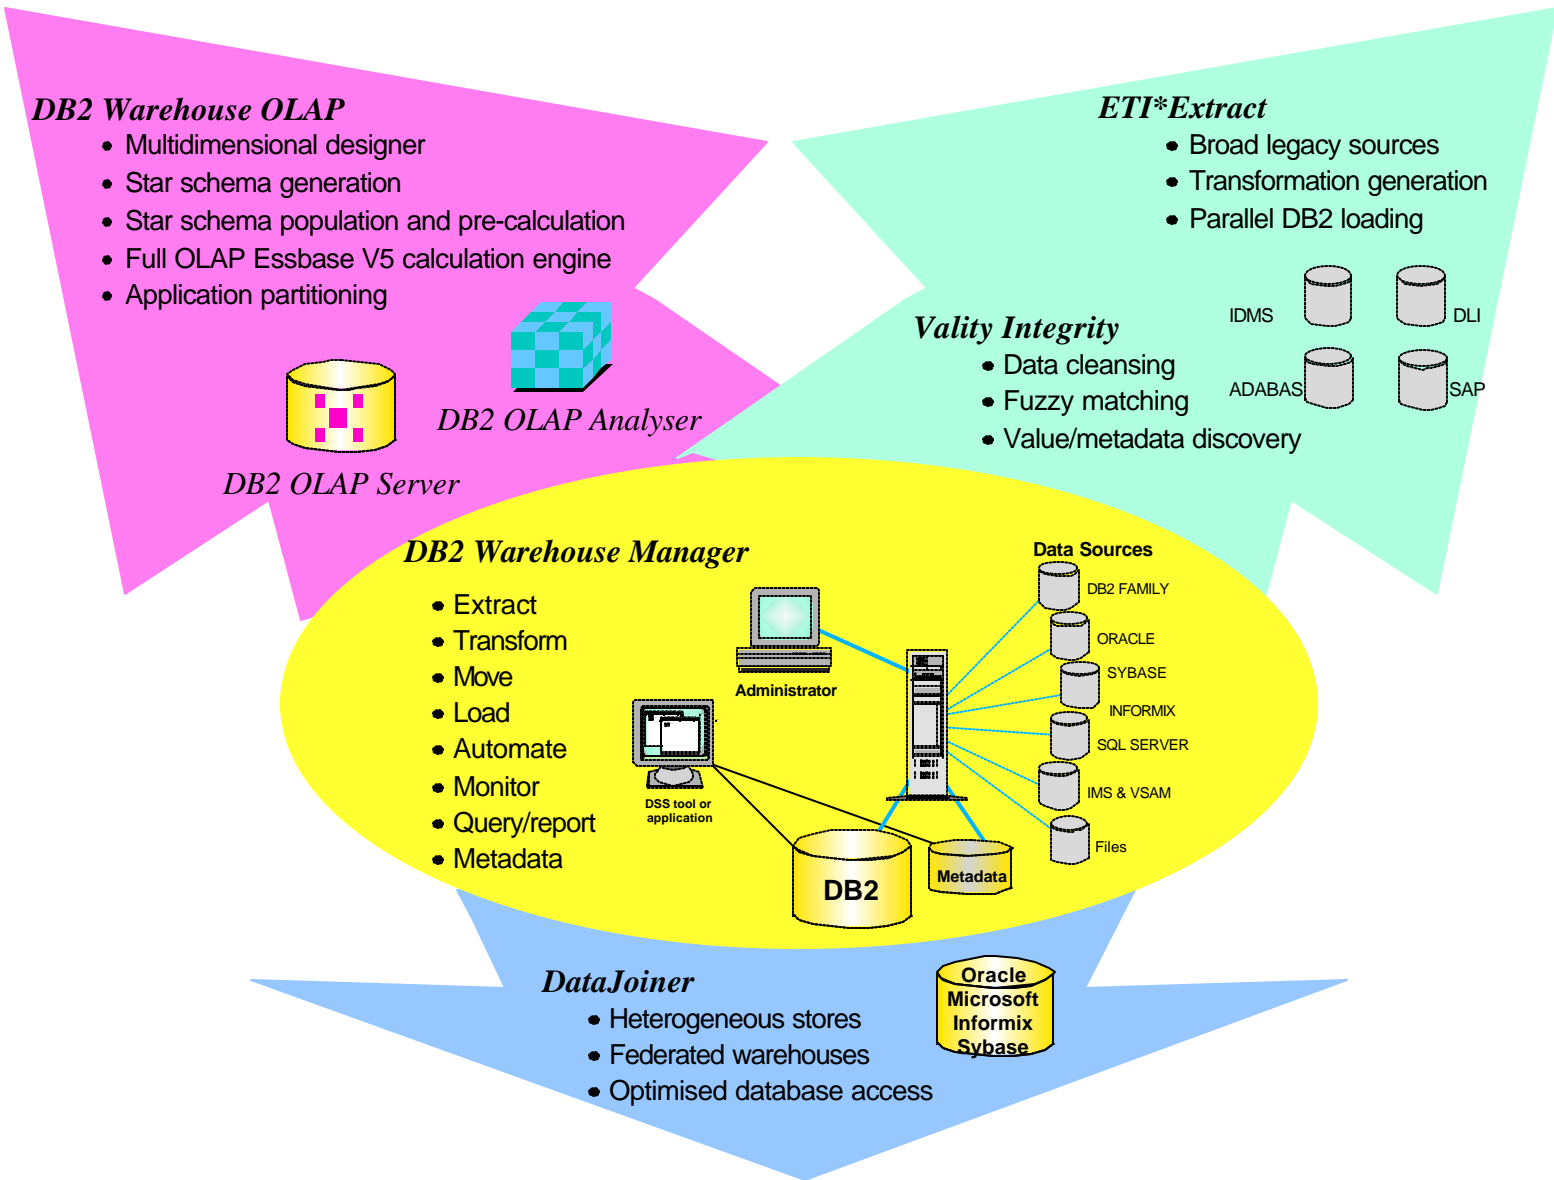 DB2 Warehouse OLAP
• Multidimensional designer
• Star schema generation
• Star schema population and pre-calculation
• Full OLAP Essbase V5 calculation engine
• Application partitioning
DB2 OLAP Analyser
DB2 OLAP Server
ETI*Extract
• Broad legacy sources
• Transformation generation
• Parallel DB2 loading
IDMS
DLI
ADABAS
SAP
Vality Integrity
• Data cleansing
• Fuzzy matching
• Value/metadata discovery
DB2 Warehouse Manager
• Extract
• Transform
• Move
• Load
• Automate
• Monitor
• Query/report
• Metadata
Administrator
DSS tool or
application
DB2
Metadata
Data Sources
DB2 FAMILY
ORACLE
SYBASE
INFORMIX
SQL SERVER
IMS & VSAM
Files
DataJoiner
• Heterogeneous stores
• Federated warehouses
• Optimised database access
Oracle
Microsoft
Informix
Sybase